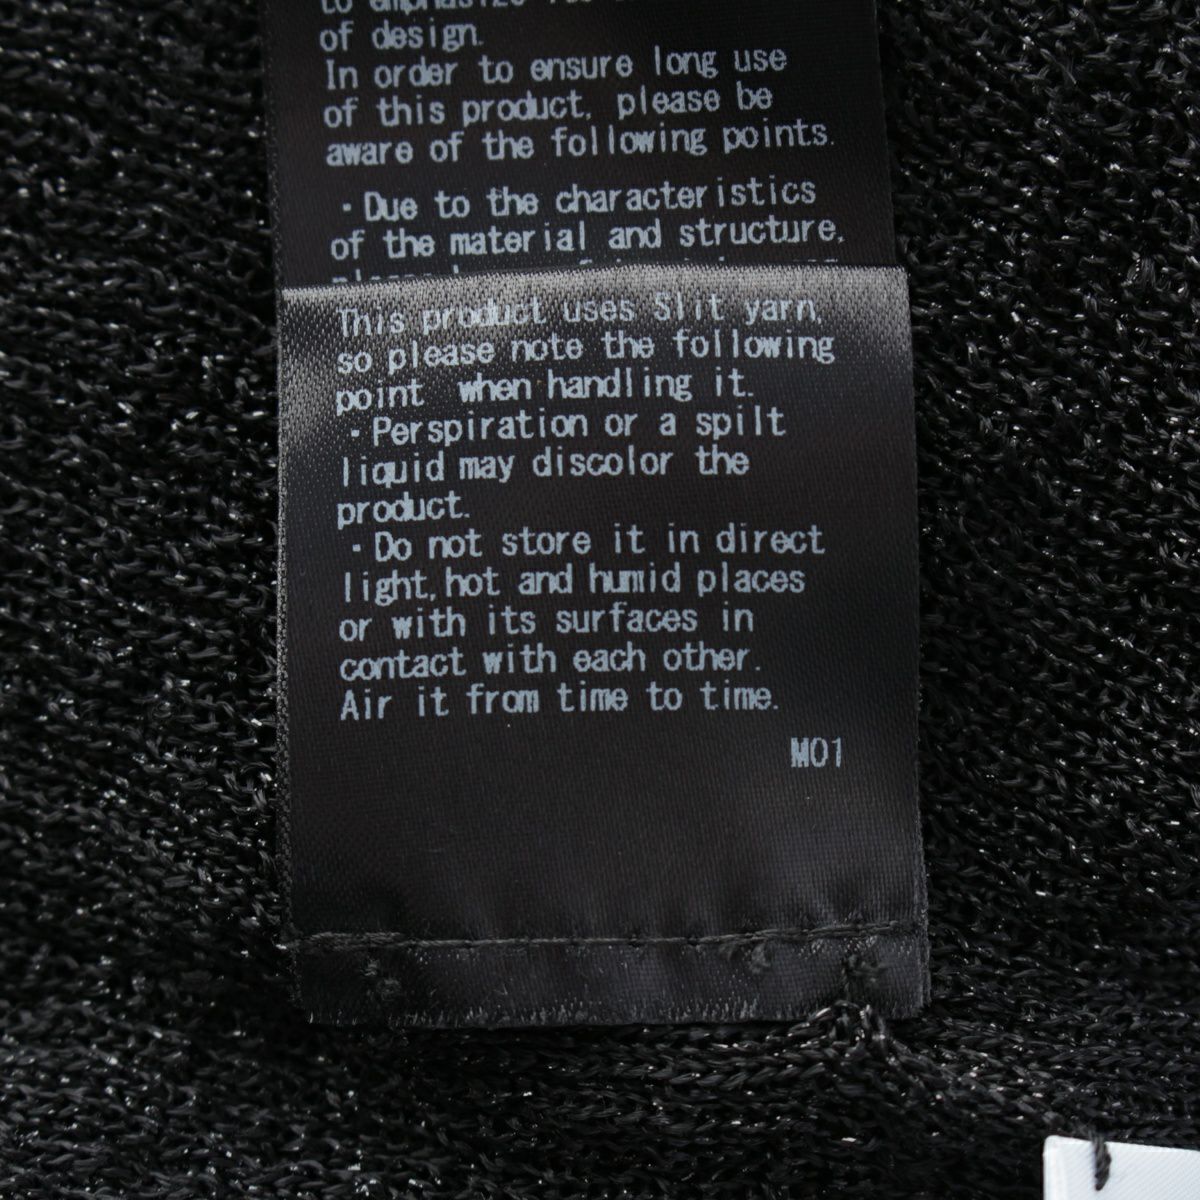 to emphasize
of design.
In order to ensure long use
of this product, please be
aware of the following points.
・Due to the characteristics
of the material and structure,
This product uses Slit yarn,
so please note the following
point when handling it.
・Perspiration or a spilt
liquid may discolor the
product.
・Do not store it in direct
light,hot and humid places
or with its surfaces in
contact with each other.
Air it from time to time.
M01